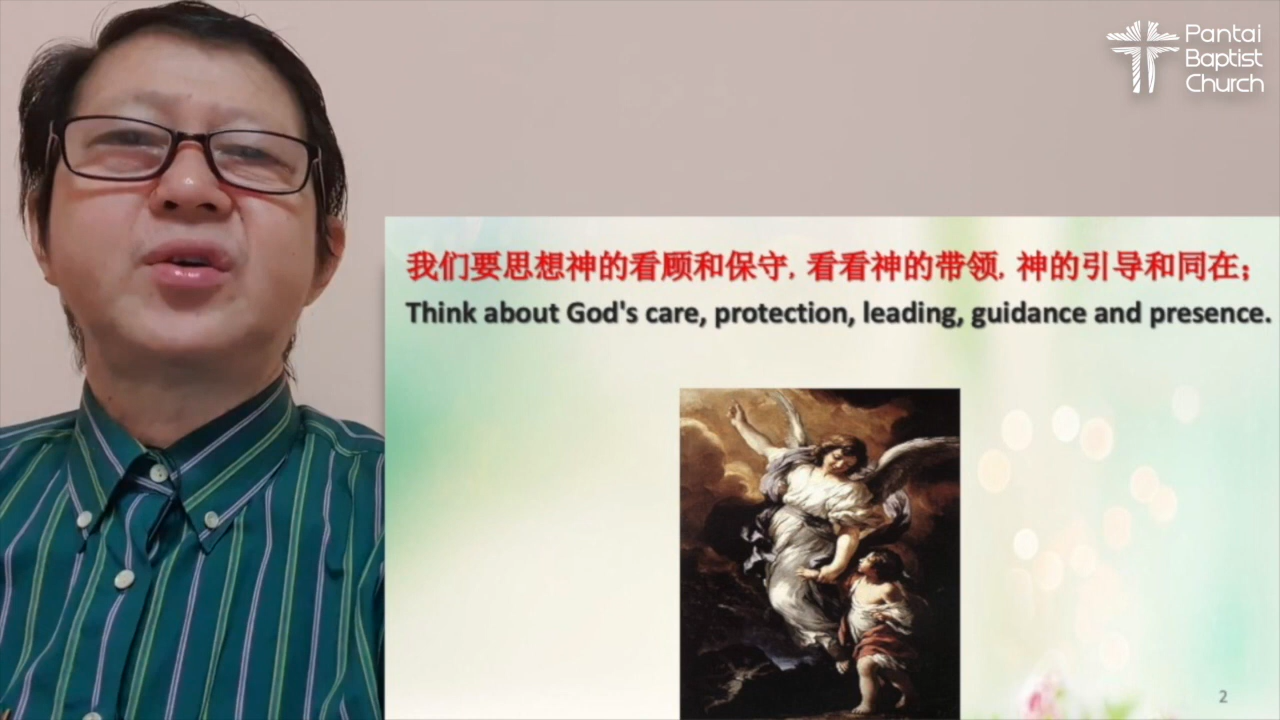 Pantai
Baptist
Church
我们要思想神的看顾和保守, 看看神的带领, 神的引导和同在;
Think about God's care, protection, leading, guidance and presence.
2